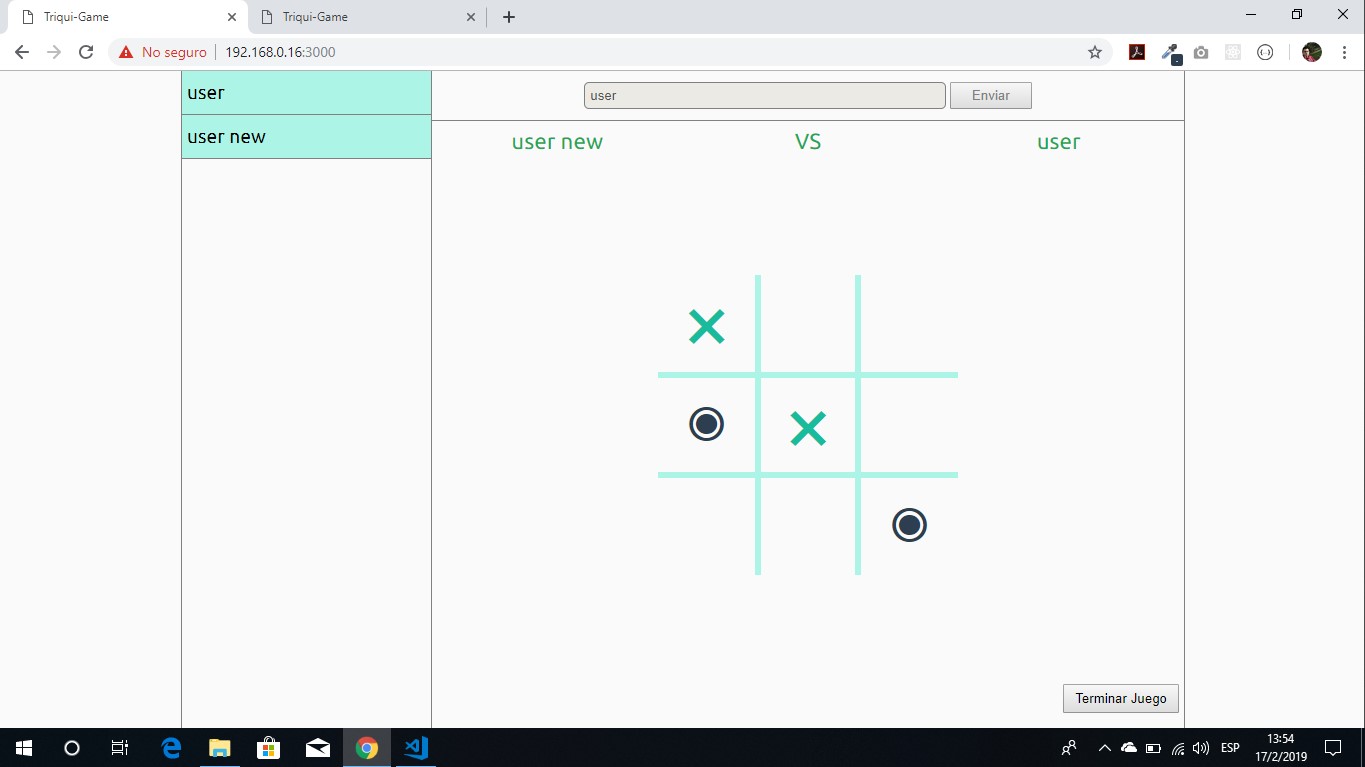 Triqui-Game
Triqui-Game
No seguro
192.168.0.16:3000
user
user new
user
Enviar
user new
VS
user
Terminar Juego
ESP
13:54
17/2/2019